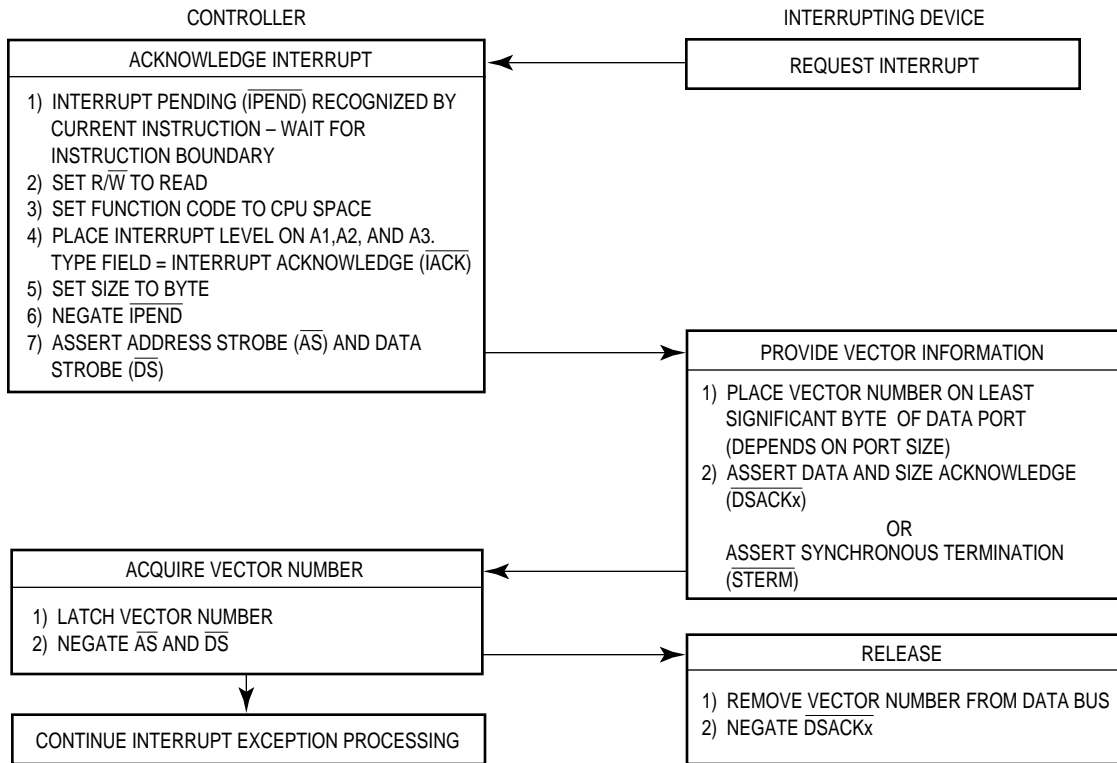 CONTROLLER
INTERRUPTING DEVICE
ACKNOWLEDGE INTERRUPT
1) INTERRUPT PENDING (IPEND) RECOGNIZED BY
CURRENT INSTRUCTION – WAIT FOR
INSTRUCTION BOUNDARY
2) SET R/W TO READ
3) SET FUNCTION CODE TO CPU SPACE
4) PLACE INTERRUPT LEVEL ON A1,A2, AND A3.
TYPE FIELD = INTERRUPT ACKNOWLEDGE (IACK)
5) SET SIZE TO BYTE
6) NEGATE IPEND
7) ASSERT ADDRESS STROBE (AS) AND DATA
STROBE (DS)
REQUEST INTERRUPT
PROVIDE VECTOR INFORMATION
1) PLACE VECTOR NUMBER ON LEAST
SIGNIFICANT BYTE OF DATA PORT
(DEPENDS ON PORT SIZE)
2) ASSERT DATA AND SIZE ACKNOWLEDGE
(DSACKx)
OR
ASSERT SYNCHRONOUS TERMINATION
(STERM)
ACQUIRE VECTOR NUMBER
1) LATCH VECTOR NUMBER
2) NEGATE AS AND DS
RELEASE
1) REMOVE VECTOR NUMBER FROM DATA BUS
2) NEGATE DSACKx
CONTINUE INTERRUPT EXCEPTION PROCESSING